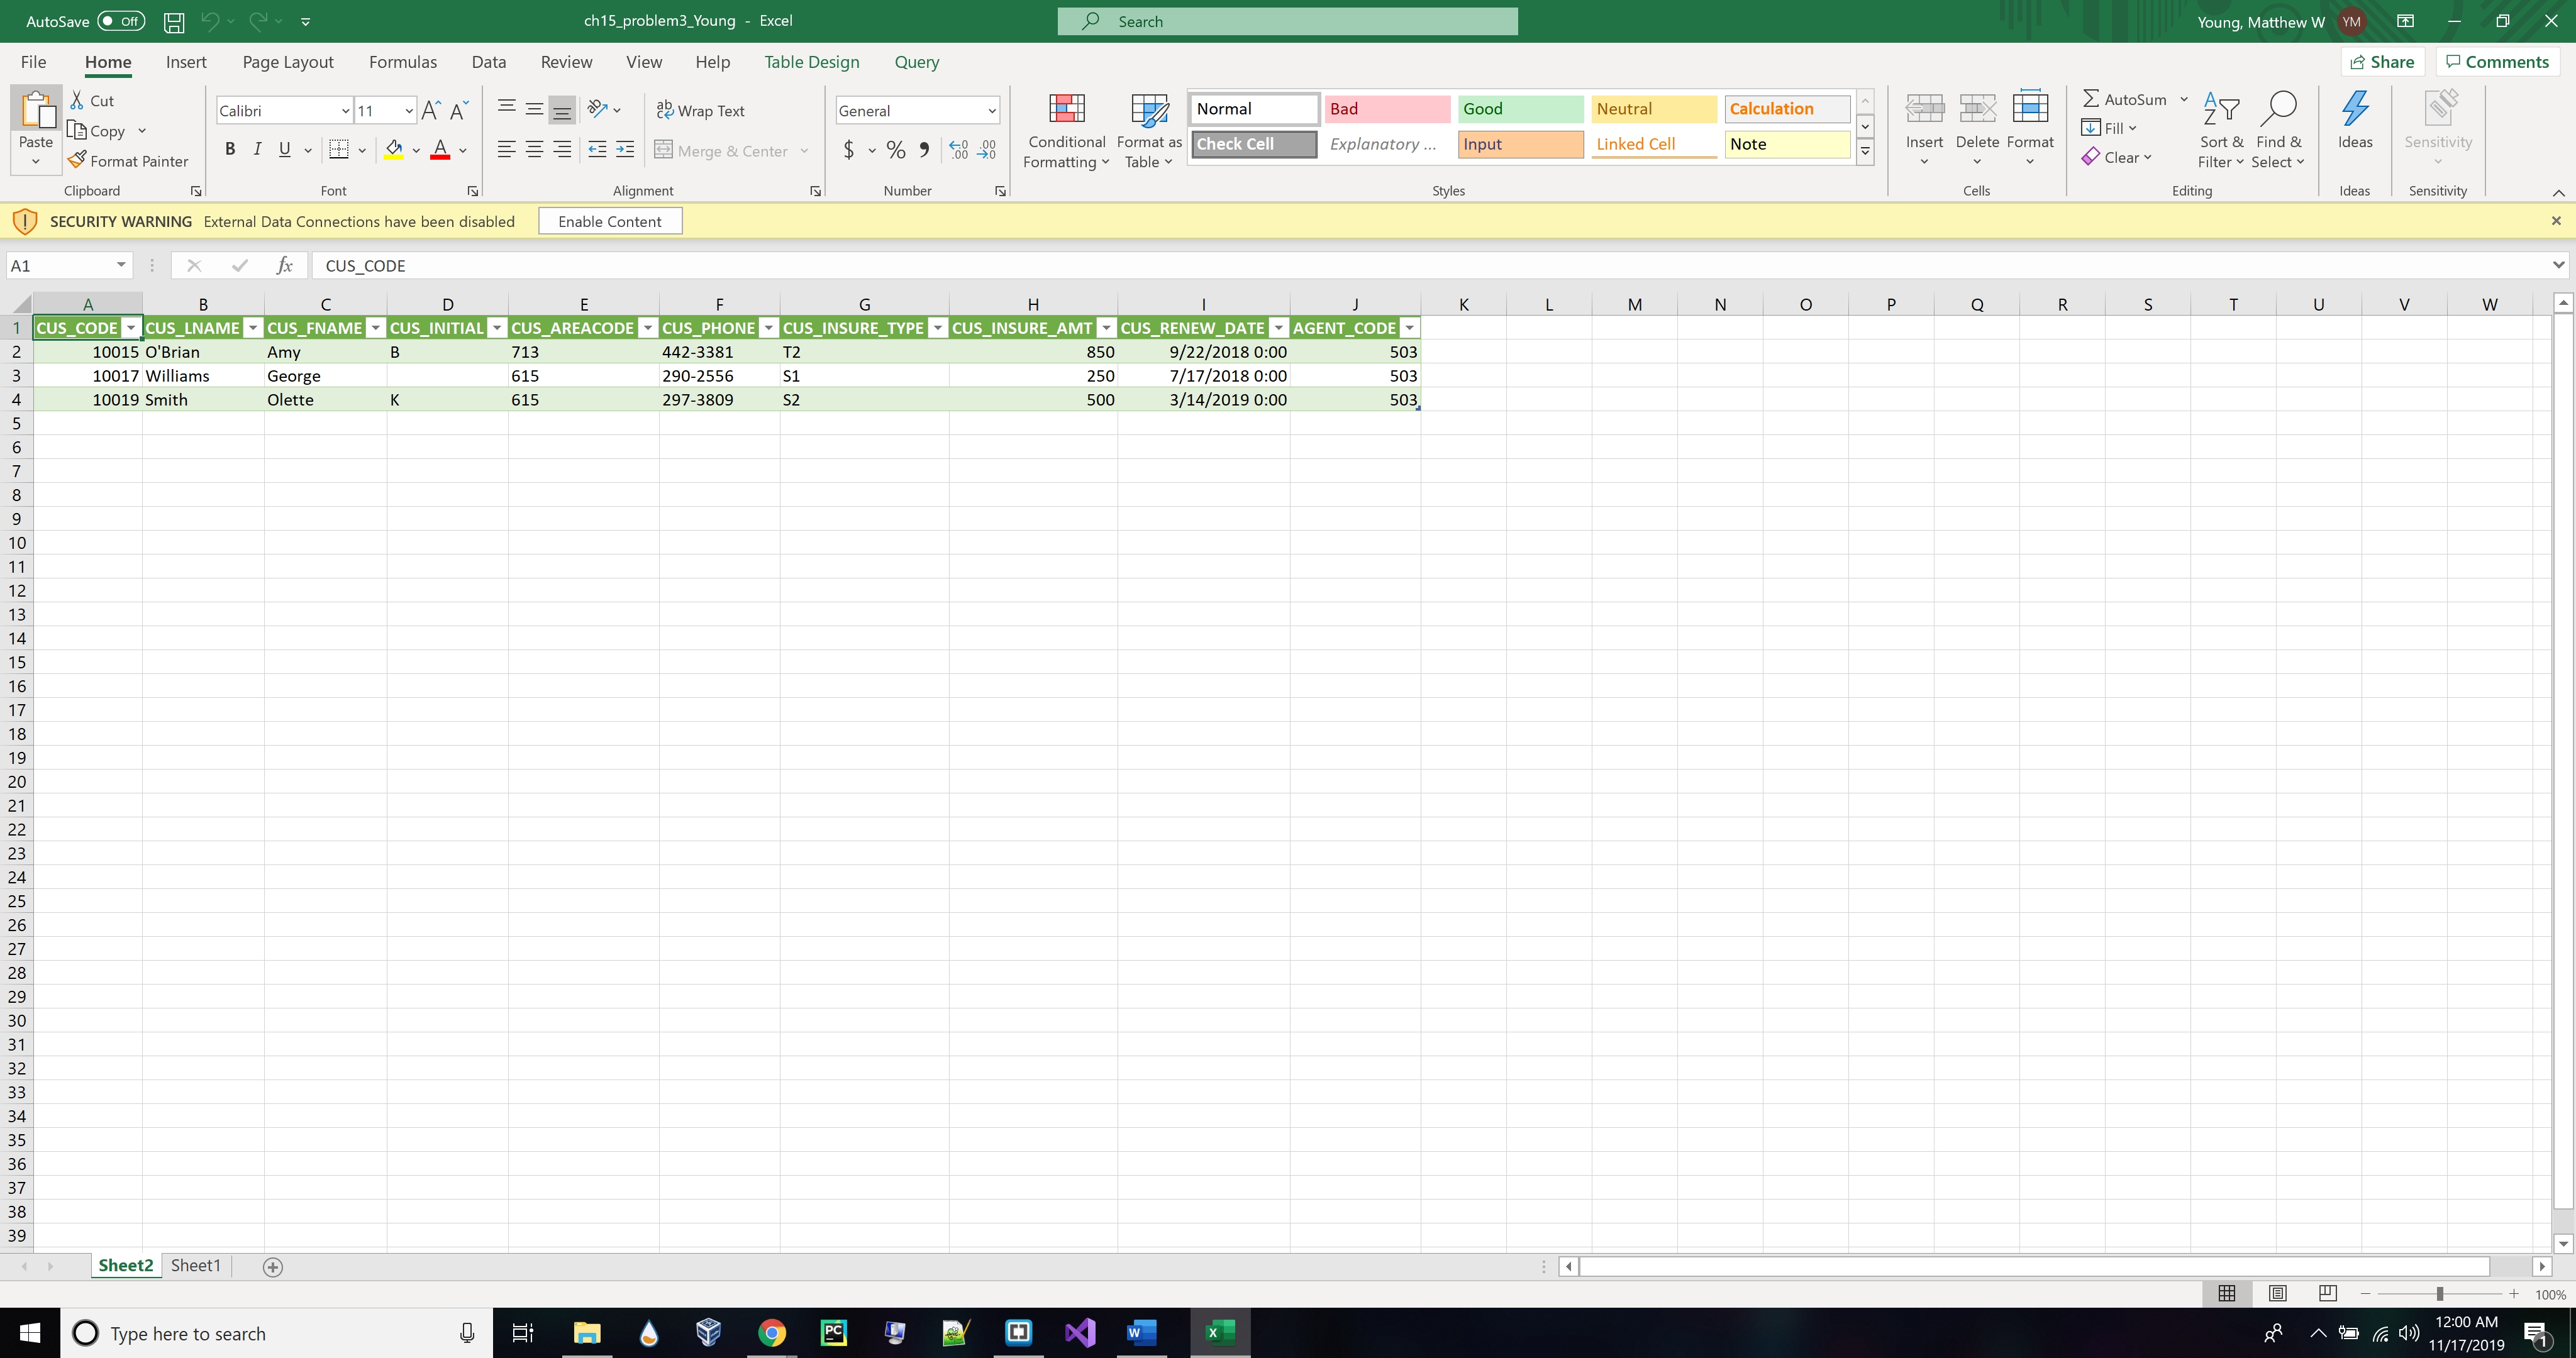 AutoSave Off ch15_problem3_Young - Excel Search Young, Matthew W YM
File Home Insert Page Layout Formulas Data Review View Help Table Design Query Share Comments
Paste Cut Copy Format Painter Clipboard
Calibri 11 A A B I U A Font
ab Wrap Text Merge & Center Alignment
General $ % , .00 .00 Number
Conditional Formatting Format as Table
Normal Bad Good Neutral Calculation
Check Cell Explanatory ... Input Linked Cell Note
Styles
Insert Delete Format Cells
AutoSum Fill Clear Sort & Filter Find & Select Editing
Ideas Ideas
Sensitivity Sensitivity
SECURITY WARNING External Data Connections have been disabled Enable Content
A1 fx CUS_CODE
A B C D E F G H I J K L M N O P Q R S T U V W
1 CUS_CODE CUS_LNAME CUS_FNAME CUS_INITIAL CUS_AREACODE CUS_PHONE CUS_INSURE_TYPE CUS_INSURE_AMT CUS_RENEW_DATE AGENT_CODE
2 10015 O'Brian Amy B 713 442-3381 T2 850 9/22/2018 0:00 503
3 10017 Williams George 615 290-2556 S1 250 7/17/2018 0:00 503
4 10019 Smith Olette K 615 297-3809 S2 500 3/14/2019 0:00 503
5
6
7
8
9
10
11
12
13
14
15
16
17
18
19
20
21
22
23
24
25
26
27
28
29
30
31
32
33
34
35
36
37
38
39
Sheet2 Sheet1
100%
Type here to search PC W X 12:00 AM
11/17/2019 1